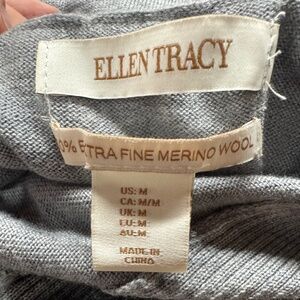 ELLEN TRACY
0% EXTRA FINE MERINO WOOL
US: M
CA: M/M
UK: M
EU: M
AU: M
MADE IN
CHINA